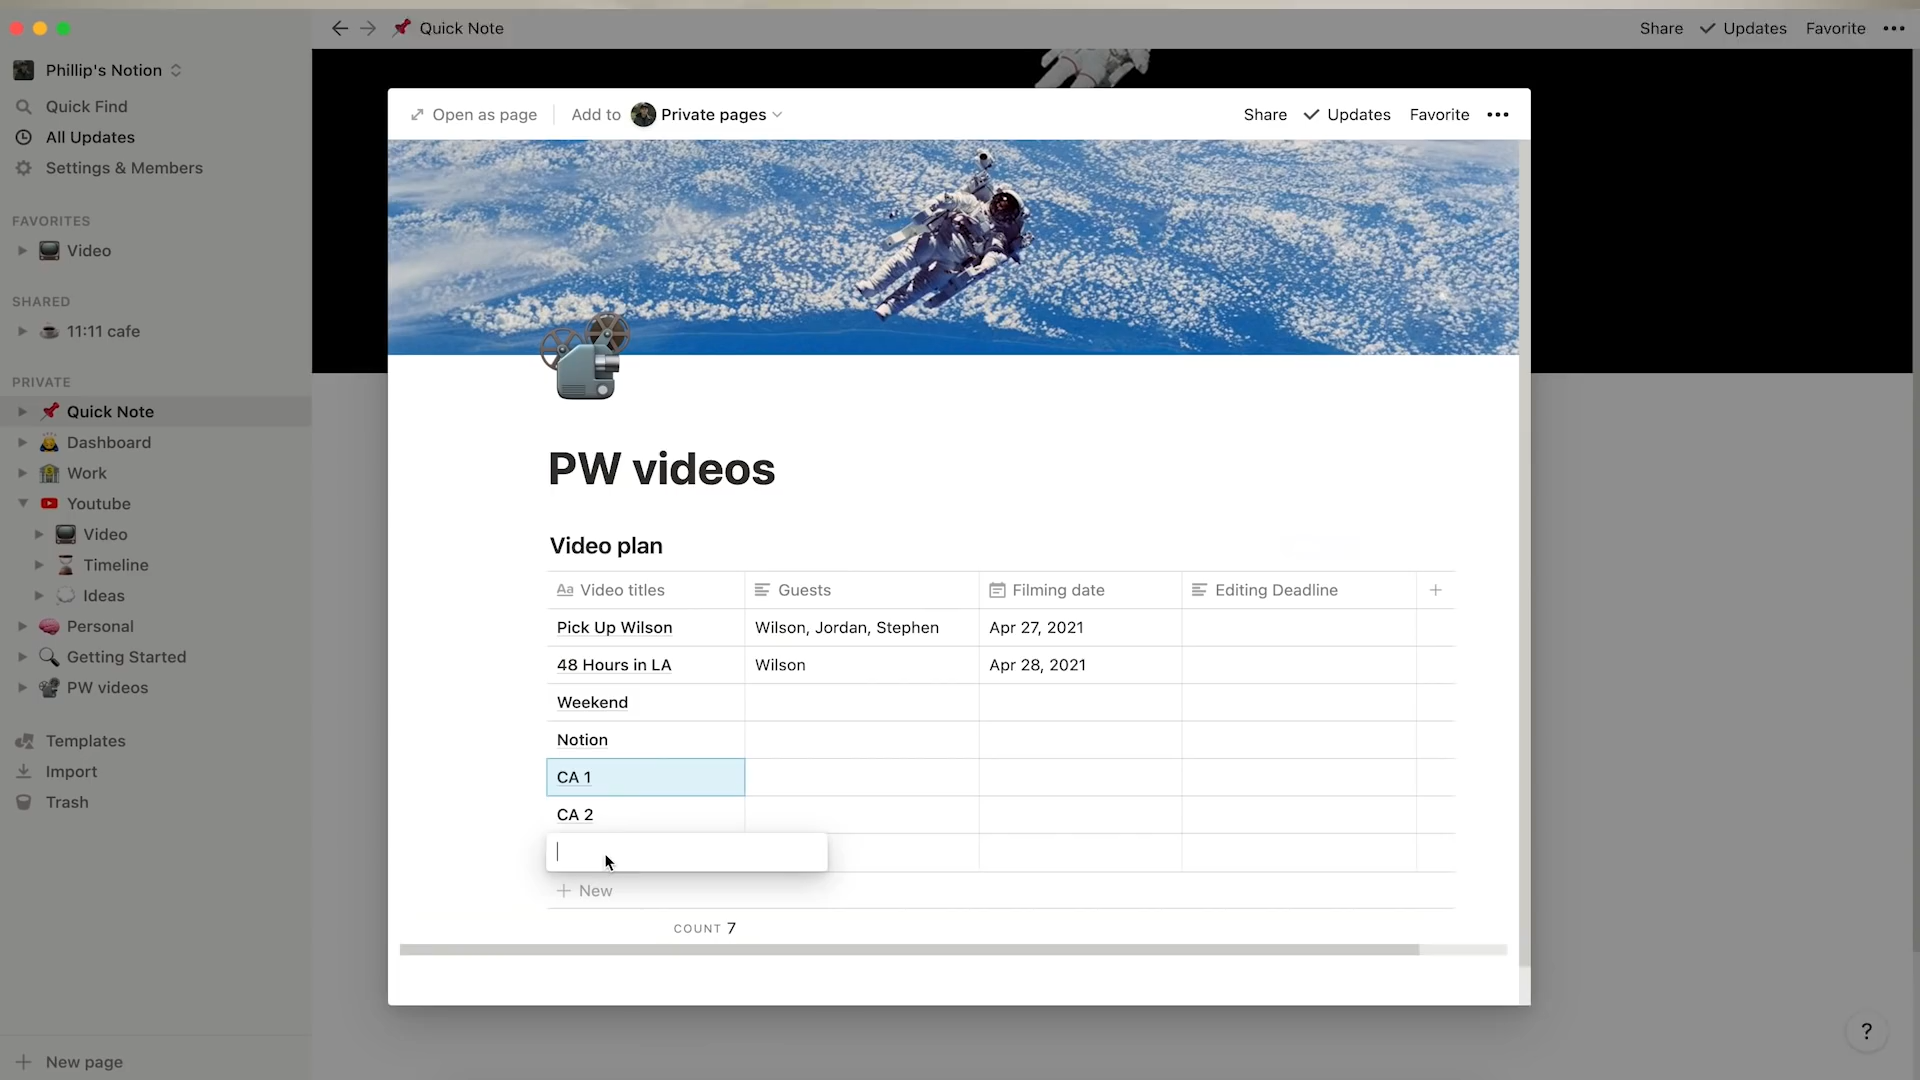 Quick Note
Share
Updates
Favorite
Phillip's Notion
Quick Find
All Updates
Settings & Members
FAVORITES
Video
SHARED
11:11 cafe
PRIVATE
Quick Note
Dashboard
Work
Youtube
Video
Timeline
Ideas
Personal
Getting Started
PW videos
Templates
Import
Trash
New page
Open as page
Add to Private pages
Share
Updates
Favorite
PW videos
Video plan
Aa Video titles Guests Filming date Editing Deadline +
Pick Up Wilson Wilson, Jordan, Stephen Apr 27, 2021
48 Hours in LA Wilson Apr 28, 2021
Weekend
Notion
CA 1
CA 2
+ New
COUNT 7
?